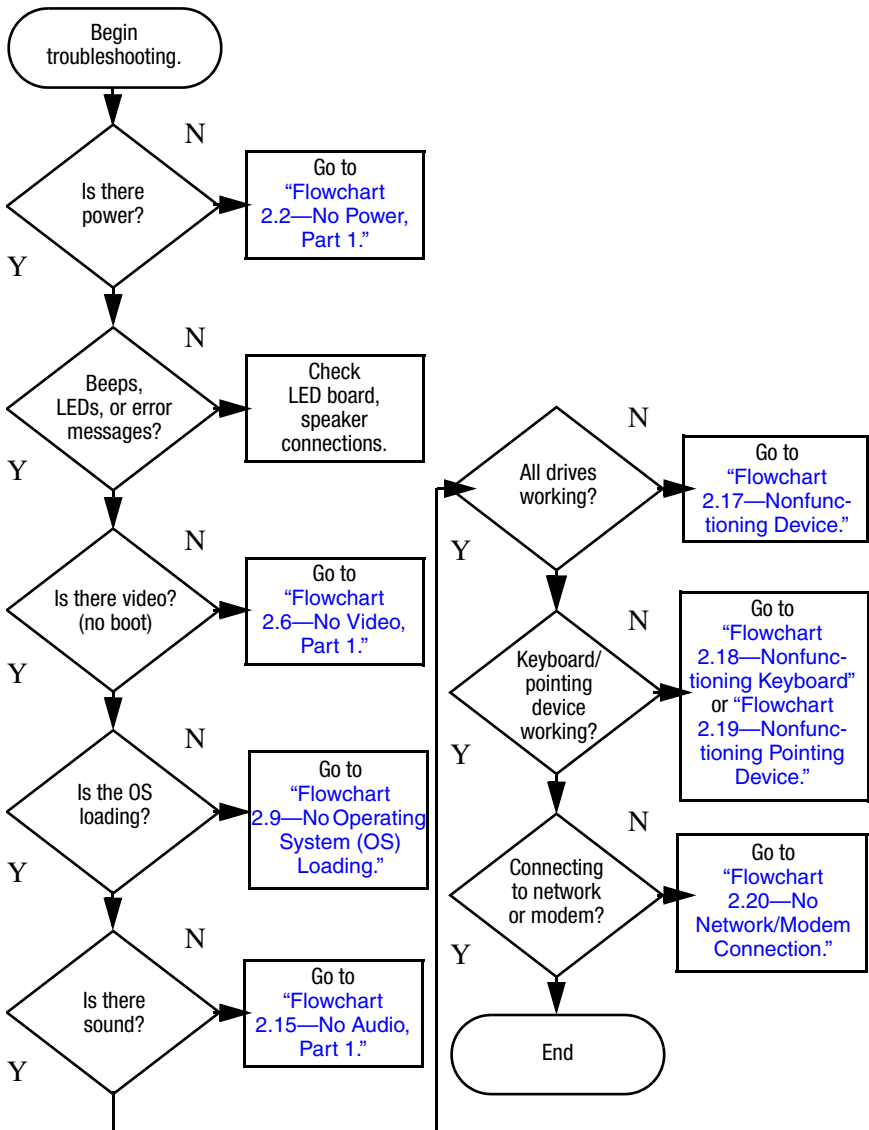 Begin
troubleshooting.
N
Is there
power?
Go to
“Flowchart
2.2—No Power,
Part 1.”
Y
N
Beeps,
LEDs, or error
messages?
Check
LED board,
speaker
connections.
Y
N
Is there video?
(no boot)
Go to
“Flowchart
2.6—No Video,
Part 1.”
Y
N
Is the OS
loading?
Go to
“Flowchart
2.9—No Operating
System (OS)
Loading.”
Y
N
Is there
sound?
Go to
“Flowchart
2.15—No Audio,
Part 1.”
Y
N
All drives
working?
Go to
“Flowchart
2.17—Nonfunc-
tioning Device.”
Y
N
Keyboard/
pointing
device
working?
Go to
“Flowchart
2.18—Nonfunc-
tioning Keyboard”
or “Flowchart
2.19—Nonfunc-
tioning Pointing
Device.”
Y
N
Connecting
to network
or modem?
Go to
“Flowchart
2.20—No
Network/Modem
Connection.”
Y
End